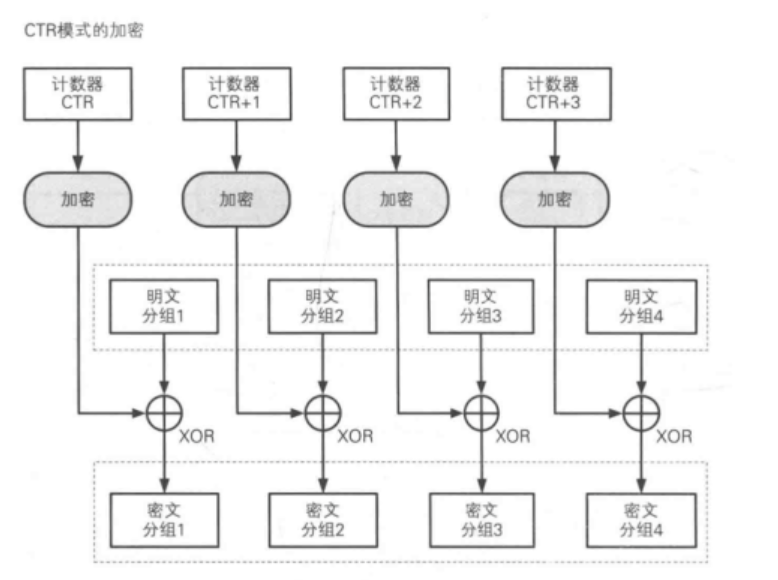 CTR模式的加密
计数器
CTR
计数器
CTR+1
计数器
CTR+2
计数器
CTR+3
加密
加密
加密
加密
明文
分组1
明文
分组2
明文
分组3
明文
分组4
XOR
XOR
XOR
XOR
密文
分组1
密文
分组2
密文
分组3
密文
分组4